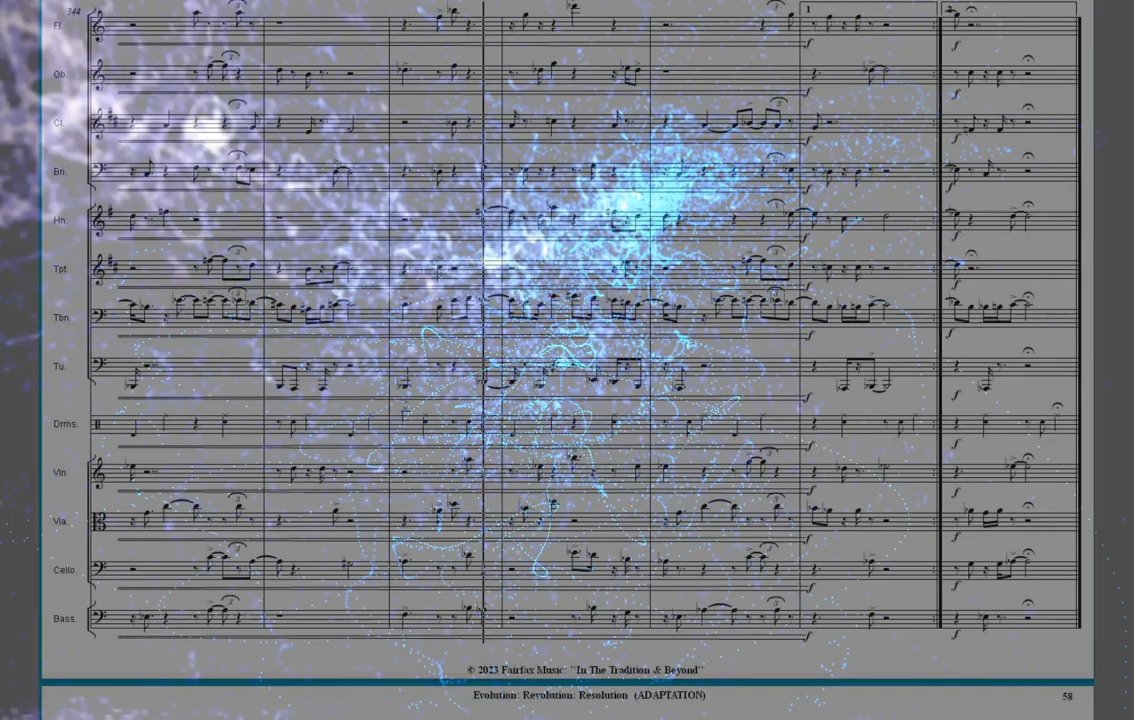 344
3
1
2
Fl.
Ob.
Cl.
Bn.
Hn.
Tpt.
Tbn.
Tu.
Drms.
Vln.
Vla.
Cello.
Bass.
© 2023 Fairfax Music: "In The Tradition & Beyond"
Evolution: Revolution: Resolution (ADAPTATION)
58